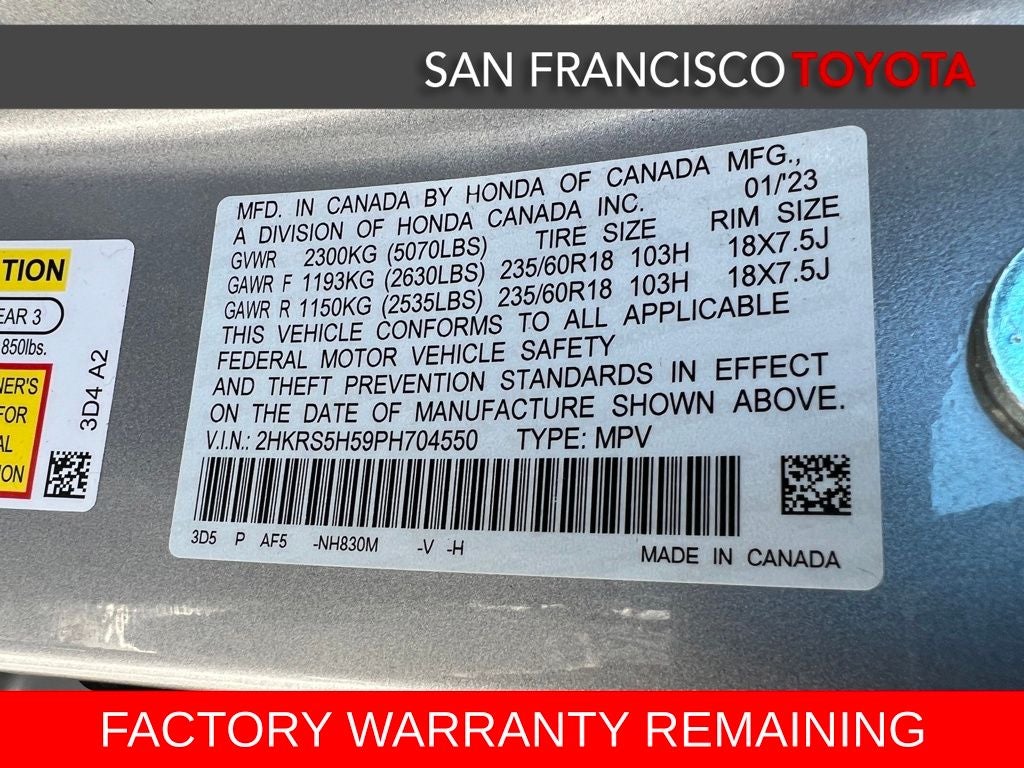 SAN FRANCISCO TOYOTA
MFD. IN CANADA BY HONDA OF CANADA MFG.,
A DIVISION OF HONDA CANADA INC. 01/'23
GVWR 2300KG (5070LBS) TIRE SIZE RIM SIZE
GAWR F 1193KG (2630LBS) 235/60R18 103H 18X7.5J
GAWR R 1150KG (2535LBS) 235/60R18 103H 18X7.5J
THIS VEHICLE CONFORMS TO ALL APPLICABLE
FEDERAL MOTOR VEHICLE SAFETY
AND THEFT PREVENTION STANDARDS IN EFFECT
ON THE DATE OF MANUFACTURE SHOWN ABOVE.
V.I.N.: 2HKRS5H59PH704550 TYPE: MPV
3D5 P AF5 -NH830M -V -H
MADE IN CANADA
TION
EAR 3
850lbs.
NER'S
FOR
AL
ION
3D4 A2
FACTORY WARRANTY REMAINING